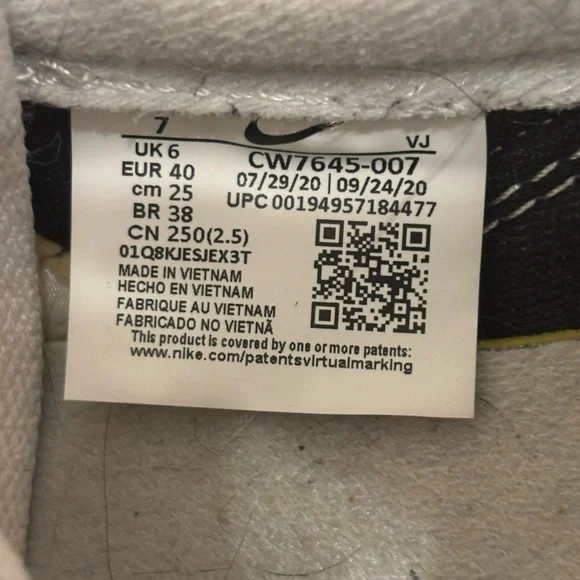 7
VJ
UK 6
EUR 40
cm 25
BR 38
CN 250(2.5)
01Q8KJESJEX3T
CW7645-007
07/29/20 | 09/24/20
UPC 00194957184477
MADE IN VIETNAM
HECHO EN VIETNAM
FABRIQUE AU VIETNAM
FABRICADO NO VIETNÃ
This product is covered by one or more patents:
www.nike.com/patentsvirtualmarking